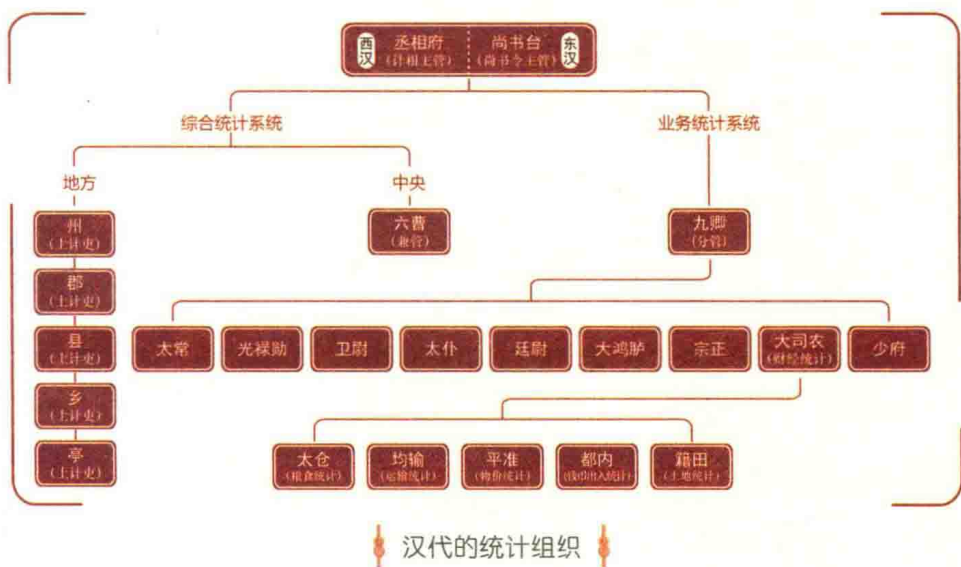 西汉 丞相府 尚书台 东汉
(计相主管) (尚书令主管)
综合统计系统 业务统计系统
地方 中央
州 六曹 九卿
(上计吏) (兼管) (分管)
郡
(上计吏)
县
(上计吏)
太常 光禄勋 卫尉 太仆 廷尉 大鸿胪 宗正 大司农 少府
(财经统计)
乡
(上计吏)
亭
(上计吏)
太仓 均输 平准 都内 籍田
(粮食统计) (运输统计) (物价统计) (钱币出入统计) (土地统计)
汉代的统计组织